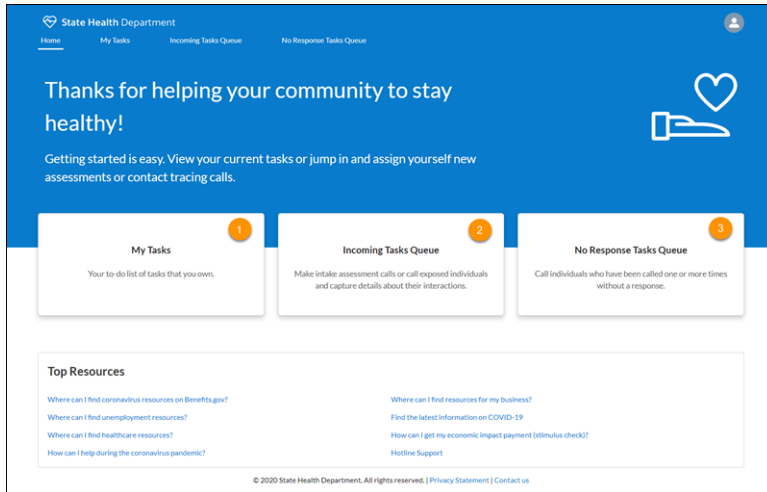 State Health Department
Home My Tasks Incoming Tasks Queue No Response Tasks Queue
Thanks for helping your community to stay
healthy!
Getting started is easy. View your current tasks or jump in and assign yourself new
assessments or contact tracing calls.
1
My Tasks
Your to-do list of tasks that you own.
2
Incoming Tasks Queue
Make intake assessment calls or call exposed individuals
and capture details about their interactions.
3
No Response Tasks Queue
Call individuals who have been called one or more times
without a response.
Top Resources
Where can I find coronavirus resources on Benefits.gov?
Where can I find unemployment resources?
Where can I find healthcare resources?
How can I help during the coronavirus pandemic?
Where can I find resources for my business?
Find the latest information on COVID-19
How can I get my economic impact payment (stimulus check)?
Hotline Support
© 2020 State Health Department. All rights reserved. | Privacy Statement | Contact us